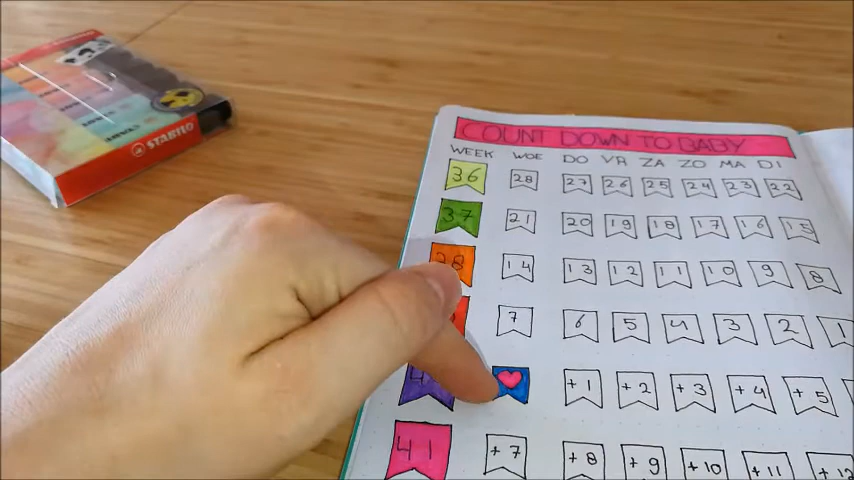 STABILO
COUNT DOWN TO BABY
WEEK WOE DO VR ZA ZO MA DI
36 28 27 26 25 24 23 22
37 21 20 19 18 17 16 15
38 14 13 12 11 10 9 8
7 6 5 4 3 2 1
+1 +2 +3 +4 +5
41 +7 +8 +9 +10 +11 +12